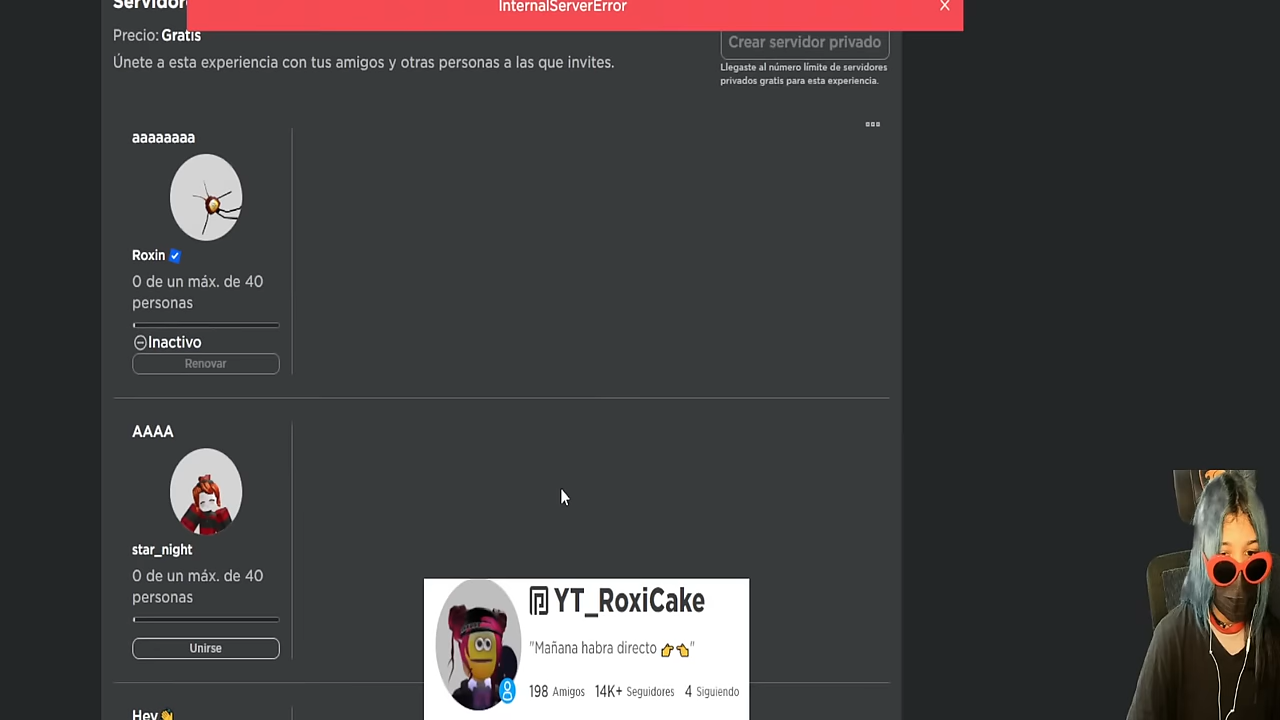 Servidor
InternalServerError
Precio: Gratis
Crear servidor privado
Únete a esta experiencia con tus amigos y otras personas a las que invites.
Llegaste al número límite de servidores
privados gratis para esta experiencia.
aaaaaaaa
Roxin
0 de un máx. de 40
personas
Inactivo
Renovar
AAAA
star_night
0 de un máx. de 40
personas
Unirse
YT_RoxiCake
"Mañana habra directo 👉👈"
198 Amigos 14K+ Seguidores 4 Siguiendo
Hey👋